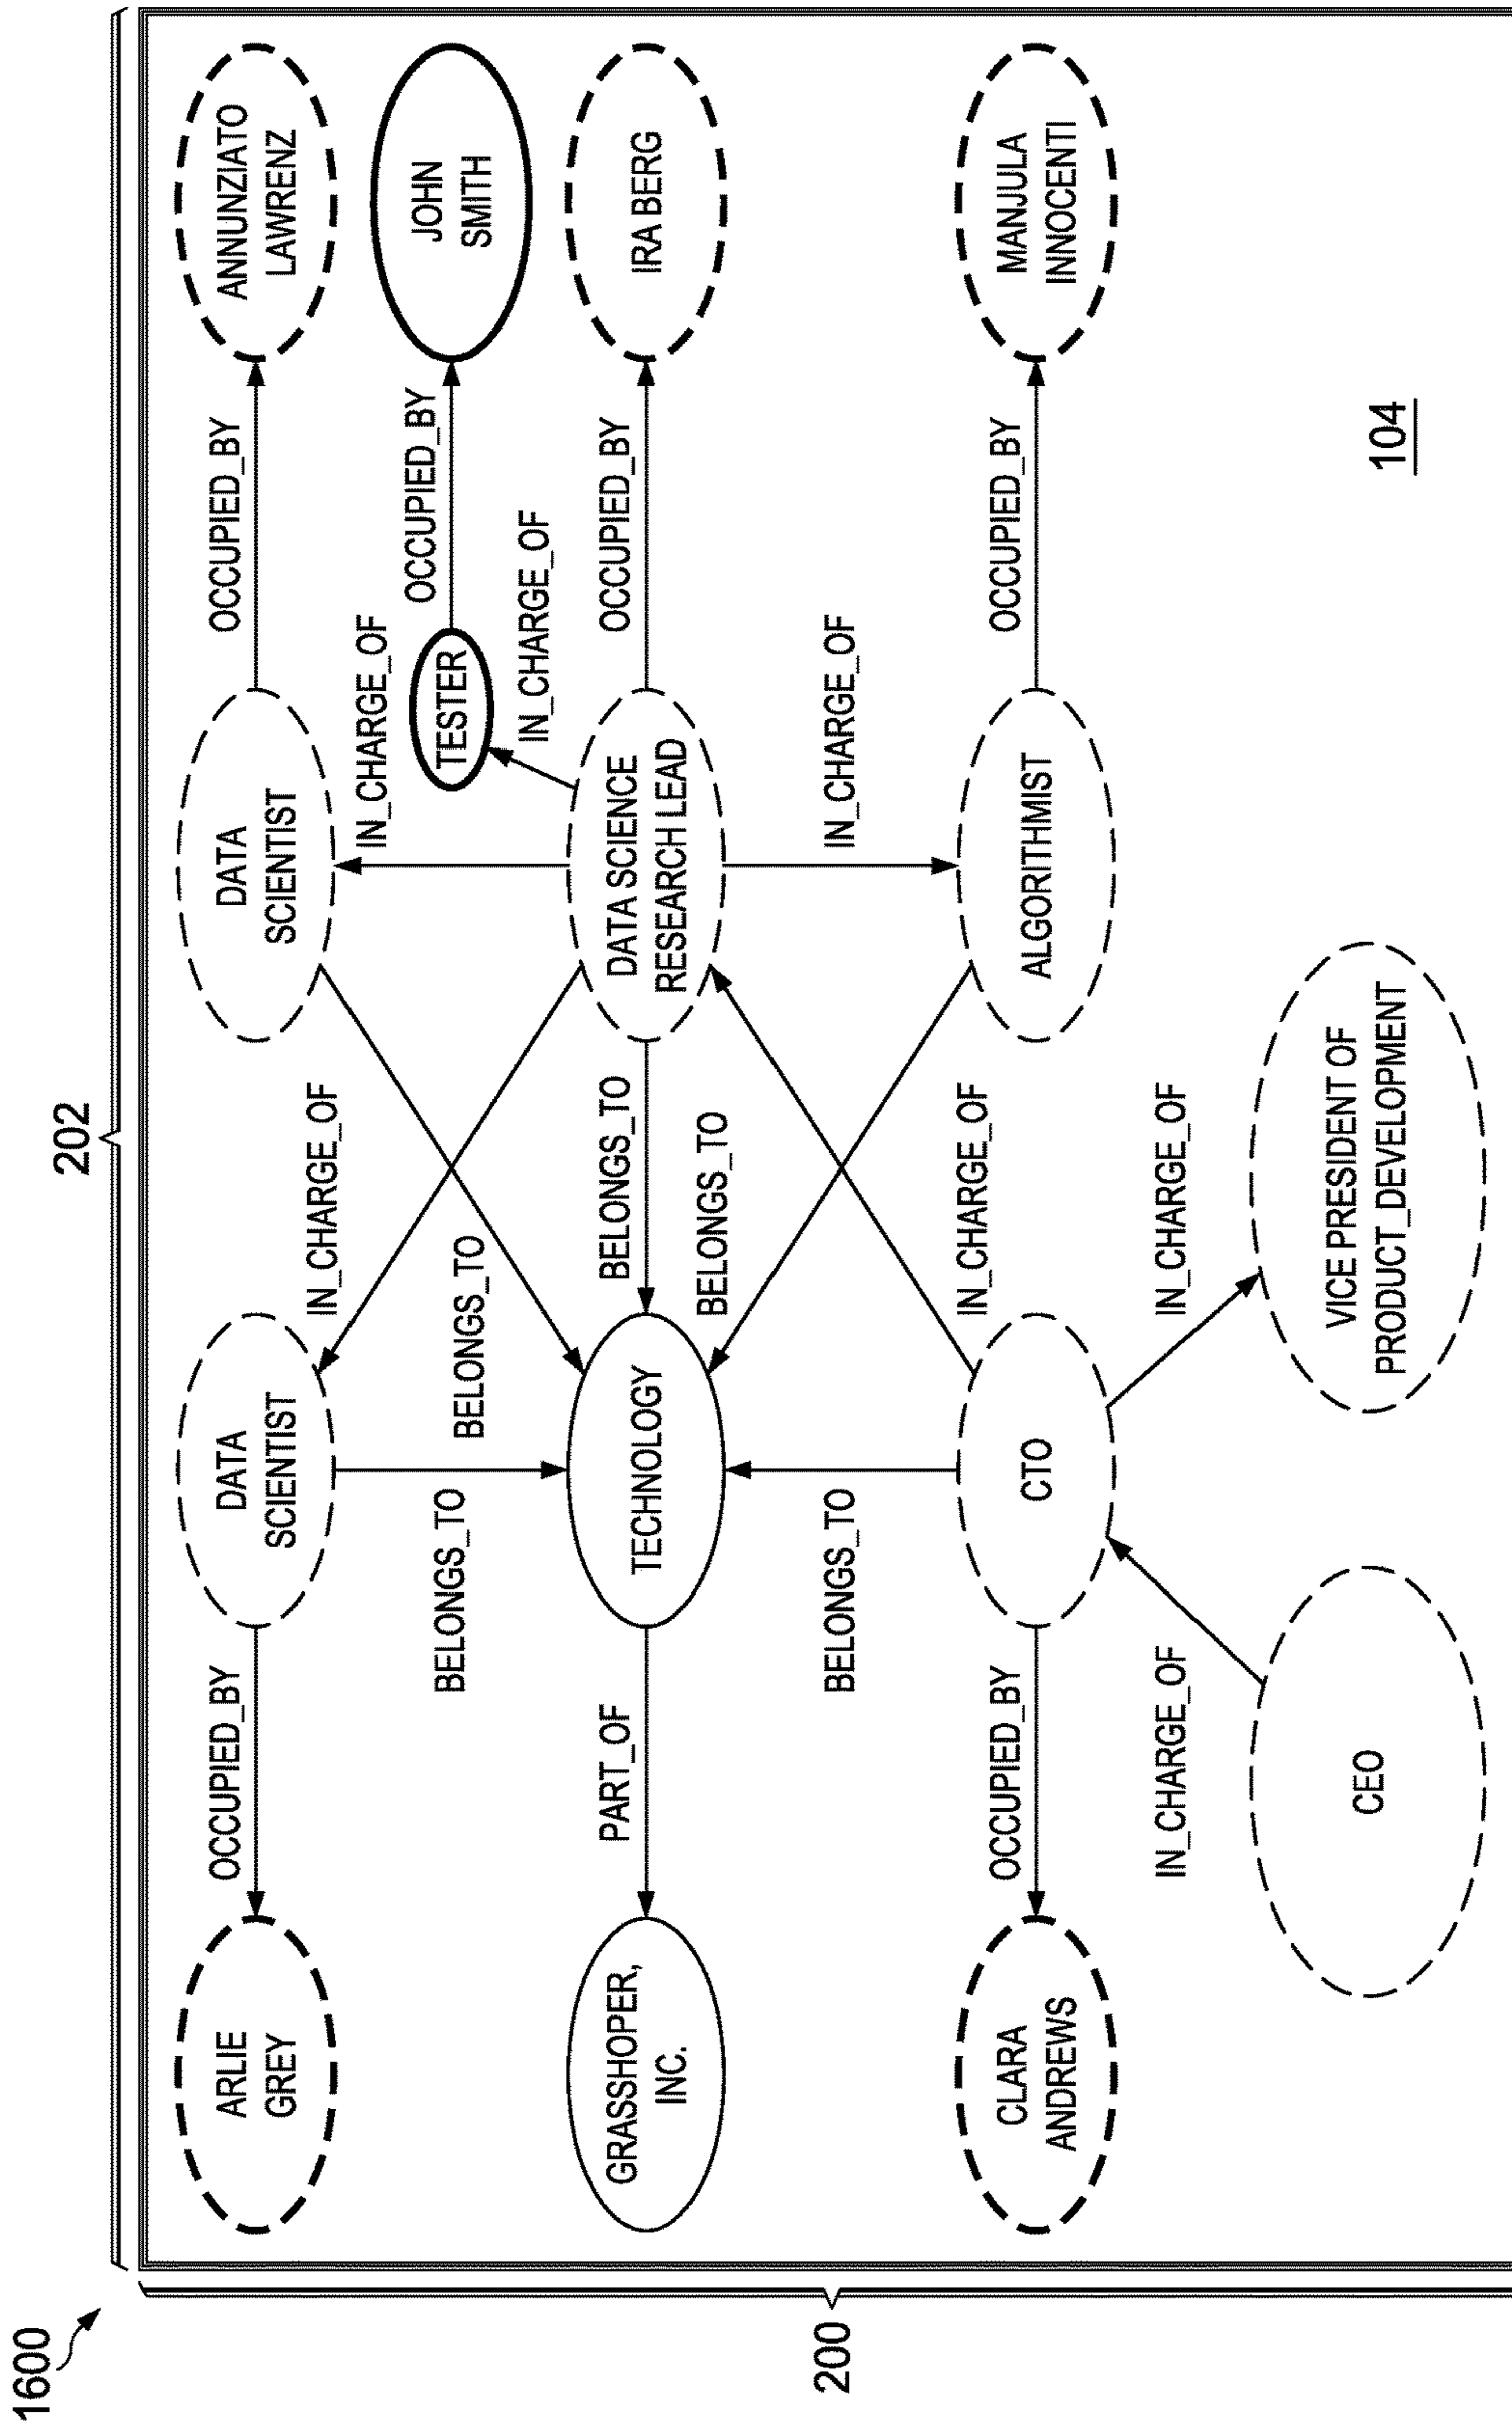 1600
202
200
104
ARLIE
GREY
OCCUPIED_BY
DATA
SCIENTIST
IN_CHARGE_OF
DATA
SCIENTIST
OCCUPIED_BY
ANNUNZIATO
LAWRENZ
BELONGS_TO
BELONGS_TO
IN_CHARGE_OF
TESTER
OCCUPIED_BY
JOHN
SMITH
IN_CHARGE_OF
GRASSHOPER,
INC.
PART_OF
TECHNOLOGY
BELONGS_TO
DATA SCIENCE
RESEARCH LEAD
OCCUPIED_BY
IRA BERG
BELONGS_TO
BELONGS_TO
IN_CHARGE_OF
CLARA
ANDREWS
OCCUPIED_BY
CTO
IN_CHARGE_OF
ALGORITHMIST
OCCUPIED_BY
MANJULA
INNOCENTI
IN_CHARGE_OF
IN_CHARGE_OF
CEO
VICE PRESIDENT OF
PRODUCT_DEVELOPMENT